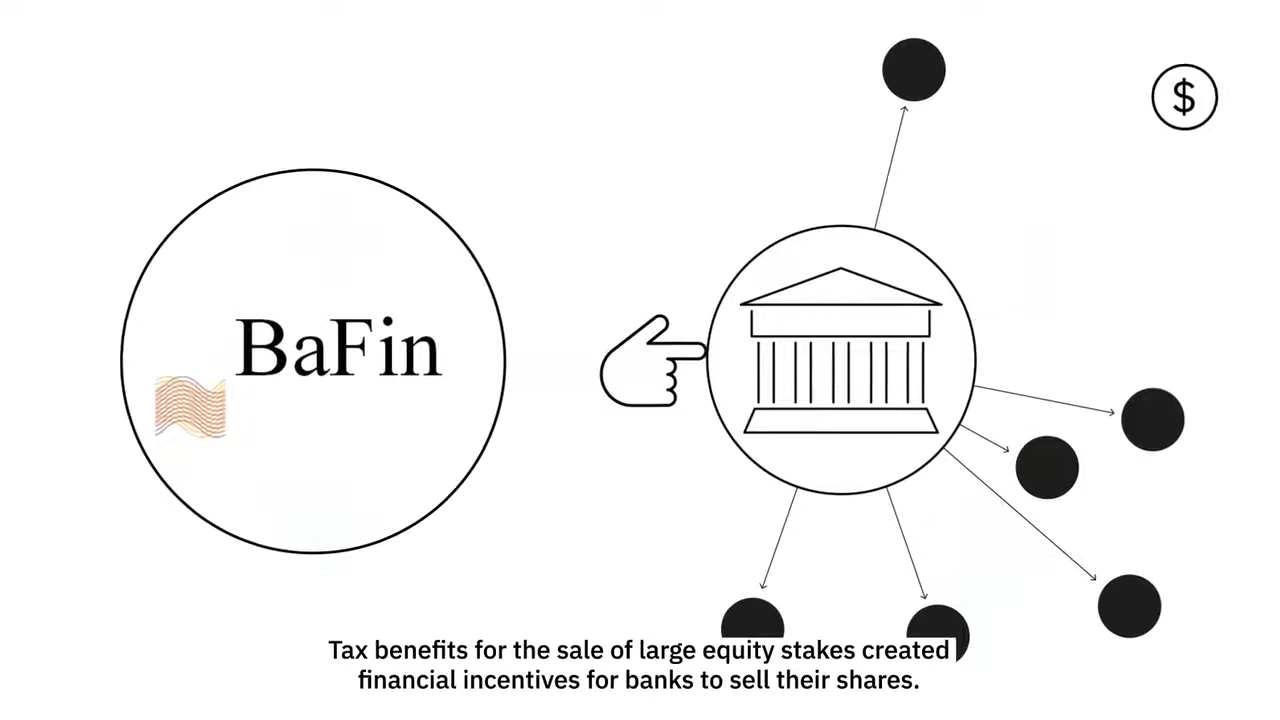 $
BaFin
Tax benefits for the sale of large equity stakes created
financial incentives for banks to sell their shares.